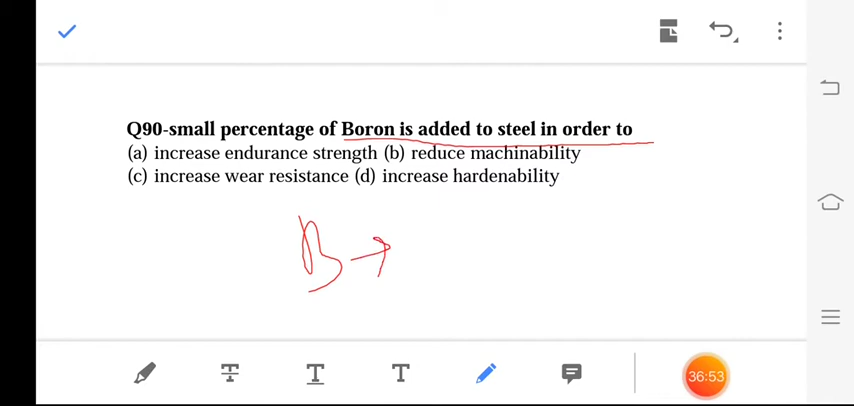 Q90-small percentage of Boron is added to steel in order to
(a) increase endurance strength (b) reduce machinability
(c) increase wear resistance (d) increase hardenability
B →
T T T
36:53